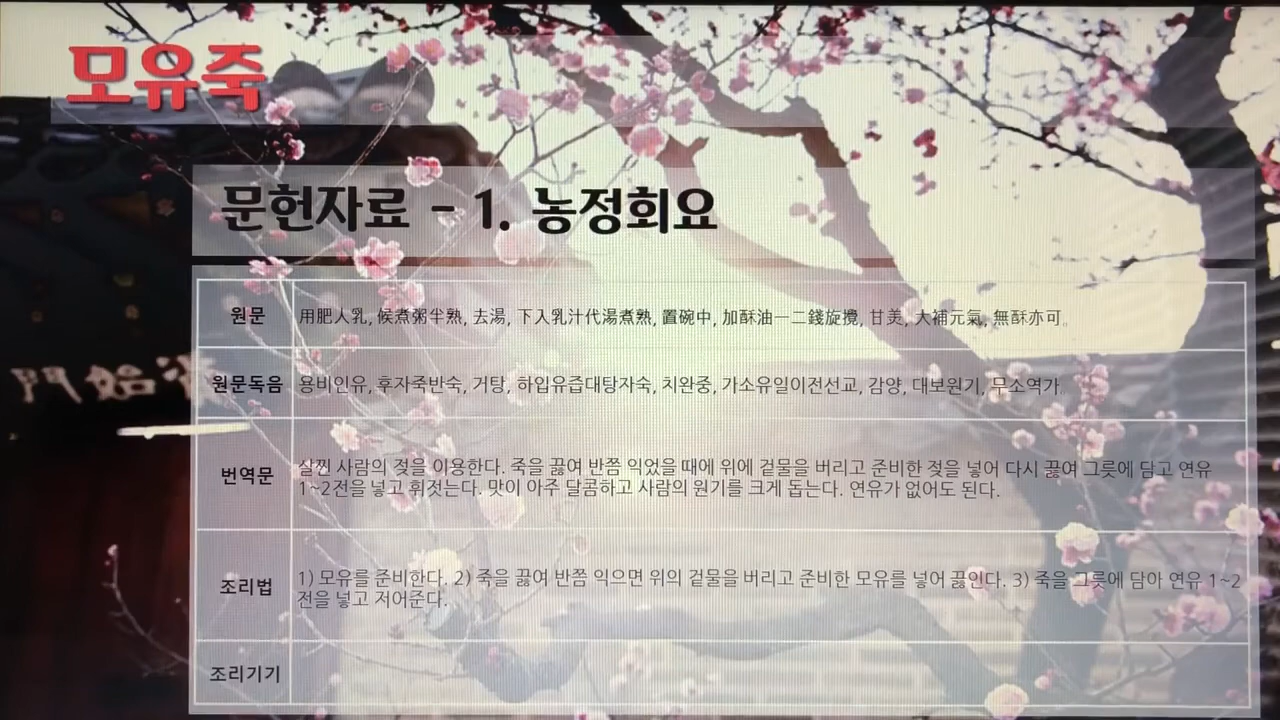 모유죽
문헌자료 - 1. 농정회요
원문
用肥人乳, 候煮粥半熟, 去湯, 下入乳汁代湯煮熟, 置碗中, 加酥油一二錢旋攪, 甘美, 大補元氣, 無酥亦可。
원문독음
용비인유, 후자죽반숙, 거탕, 하입유즙대탕자숙, 치완중, 가소유일이전선교, 감양, 대보원기, 무소역가.
번역문
살찐 사람의 젖을 이용한다. 죽을 끓여 반쯤 익었을 때에 위에 겉물을 버리고 준비한 젖을 넣어 다시 끓여 그릇에 담고 연유
1~2전을 넣고 휘젓는다. 맛이 아주 달콤하고 사람의 원기를 크게 돕는다. 연유가 없어도 된다.
조리법
1) 모유를 준비한다. 2) 죽을 끓여 반쯤 익으면 위의 겉물을 버리고 준비한 모유를 넣어 끓인다. 3) 죽을 그릇에 담아 연유 1~2
전을 넣고 저어준다.
조리기기
門始